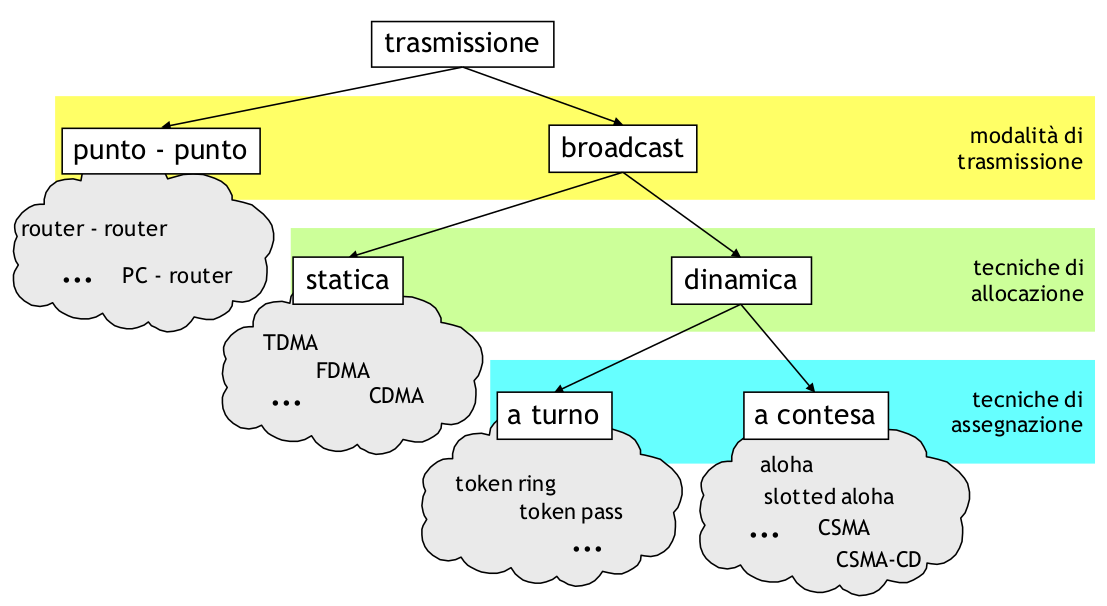 trasmissione
punto - punto
broadcast
modalità di
trasmissione
router - router
... PC - router
statica
dinamica
tecniche di
allocazione
TDMA
FDMA
... CDMA
a turno
a contesa
tecniche di
assegnazione
token ring
token pass
...
aloha
slotted aloha
... CSMA
CSMA-CD